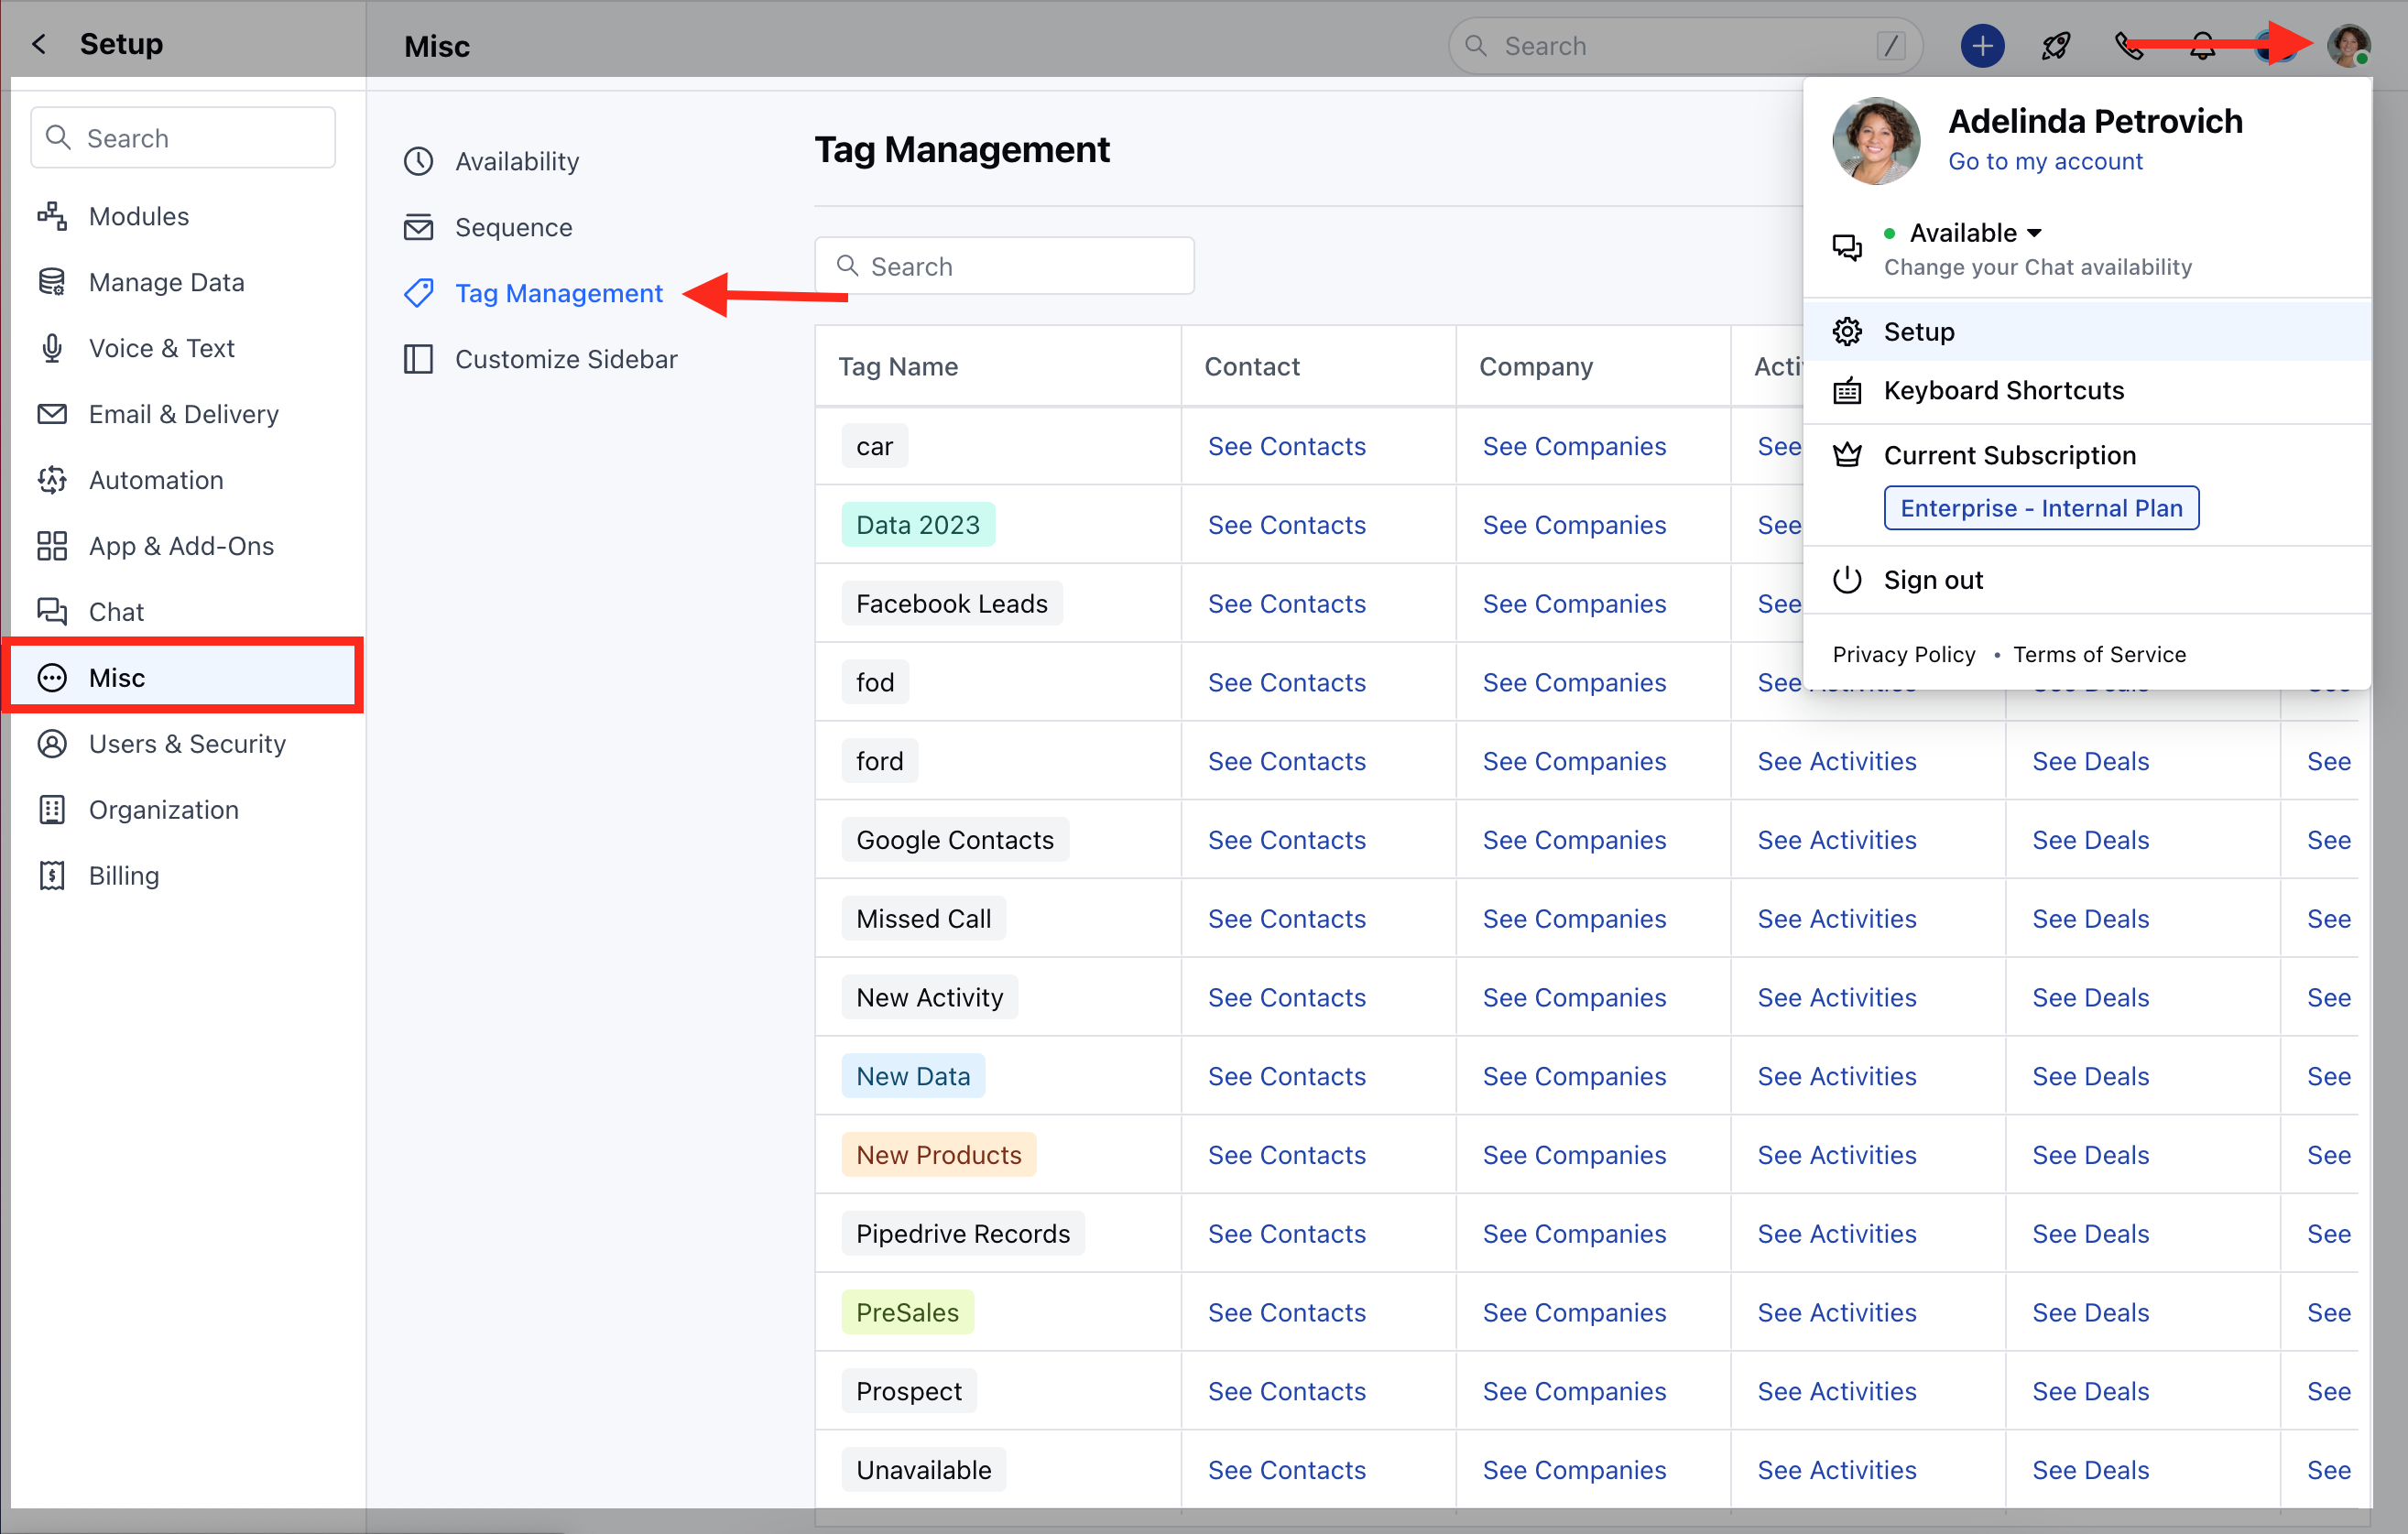 Setup
Misc
Search /
Search
Modules
Manage Data
Voice & Text
Email & Delivery
Automation
App & Add-Ons
Chat
Misc
Users & Security
Organization
Billing
Availability
Sequence
Tag Management
Customize Sidebar
Tag Management
Search
Tag Name Contact Company Acti
car See Contacts See Companies See
Data 2023 See Contacts See Companies See
Facebook Leads See Contacts See Companies See
fod See Contacts See Companies See Activities See Deals See
ford See Contacts See Companies See Activities See Deals See
Google Contacts See Contacts See Companies See Activities See Deals See
Missed Call See Contacts See Companies See Activities See Deals See
New Activity See Contacts See Companies See Activities See Deals See
New Data See Contacts See Companies See Activities See Deals See
New Products See Contacts See Companies See Activities See Deals See
Pipedrive Records See Contacts See Companies See Activities See Deals See
PreSales See Contacts See Companies See Activities See Deals See
Prospect See Contacts See Companies See Activities See Deals See
Unavailable See Contacts See Companies See Activities See Deals See
Adelinda Petrovich
Go to my account
Available
Change your Chat availability
Setup
Keyboard Shortcuts
Current Subscription
Enterprise - Internal Plan
Sign out
Privacy Policy • Terms of Service